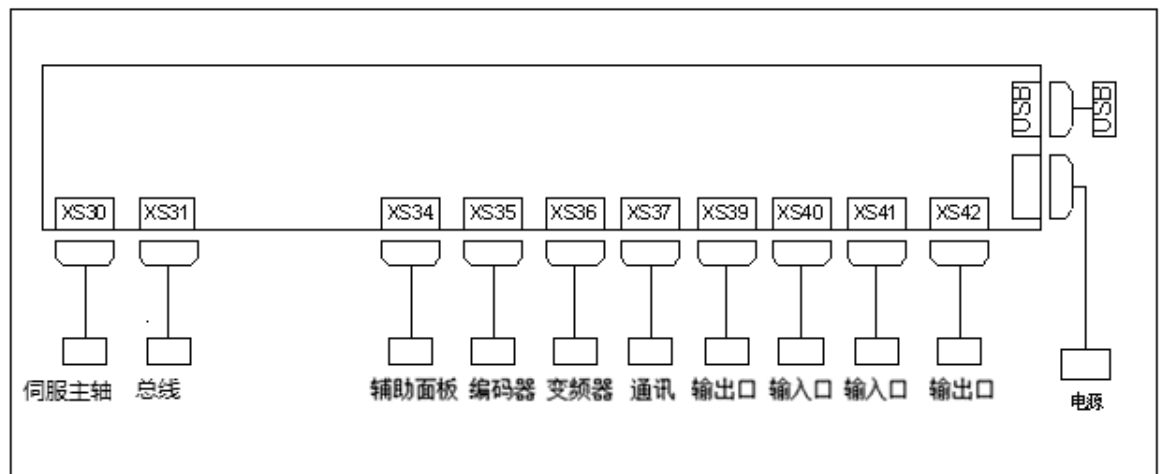 USB USB
XS30 XS31 XS34 XS35 XS36 XS37 XS39 XS40 XS41 XS42
伺服主轴 总线 辅助面板 编码器 变频器 通讯 输出口 输入口 输入口 输出口
电源